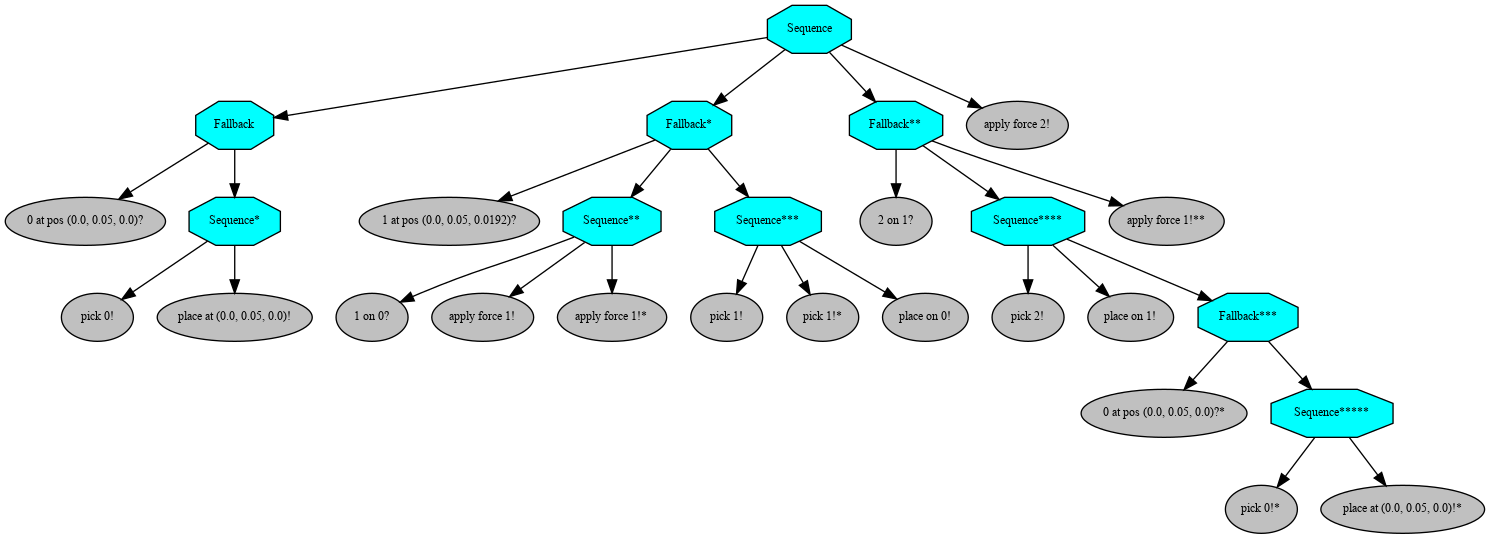 Sequence
Fallback
Fallback*
Fallback**
apply force 2!
0 at pos (0.0, 0.05, 0.0)?
Sequence*
1 at pos (0.0, 0.05, 0.0192)?
Sequence**
Sequence***
2 on 1?
Sequence****
apply force 1!**
pick 0!
place at (0.0, 0.05, 0.0)!
1 on 0?
apply force 1!
apply force 1!*
pick 1!
pick 1!*
place on 0!
pick 2!
place on 1!
Fallback***
0 at pos (0.0, 0.05, 0.0)?*
Sequence*****
pick 0!*
place at (0.0, 0.05, 0.0)!*